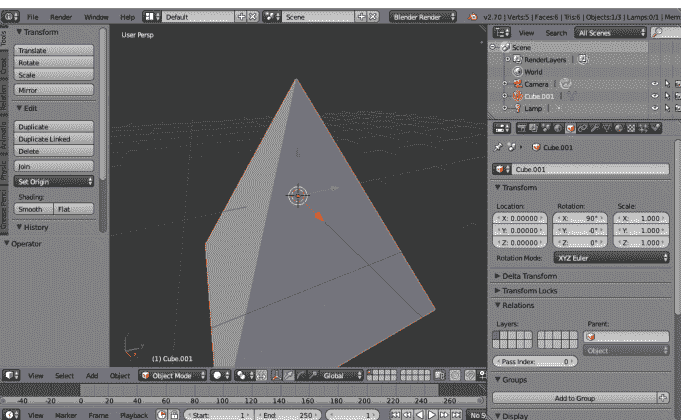 File Render Window Help Default Scene Blender Render v2.70 | Verts:5 | Faces:6 | Tris:6 | Objects:1/3 | Lamps:0/1 | Mem
Tools
Transform
Translate
Rotate
Scale
Mirror
Edit
Duplicate
Duplicate Linked
Delete
Join
Set Origin
Shading:
Smooth Flat
History
Operator
User Persp
(1) Cube.001
View Select Add Object Object Mode Global
-40 -20 0 20 40 60 80 100 120 140 160 180 200 220 240 260
View Marker Frame Playback Start: 1 End: 250 1 No S
View Search All Scenes
Scene
RenderLayers
World
Camera
Cube.001
Lamp
Cube.001
Cube.001
Transform
Location: Rotation: Scale:
X: 0.00000 X: 90° X: 1.000
Y: 0.00000 Y: -0° Y: 1.000
Z: 0.00000 Z: 0° Z: 1.000
Rotation Mode: XYZ Euler
Delta Transform
Transform Locks
Relations
Layers: Parent:
Object
Pass Index: 0
Groups
Add to Group
Display